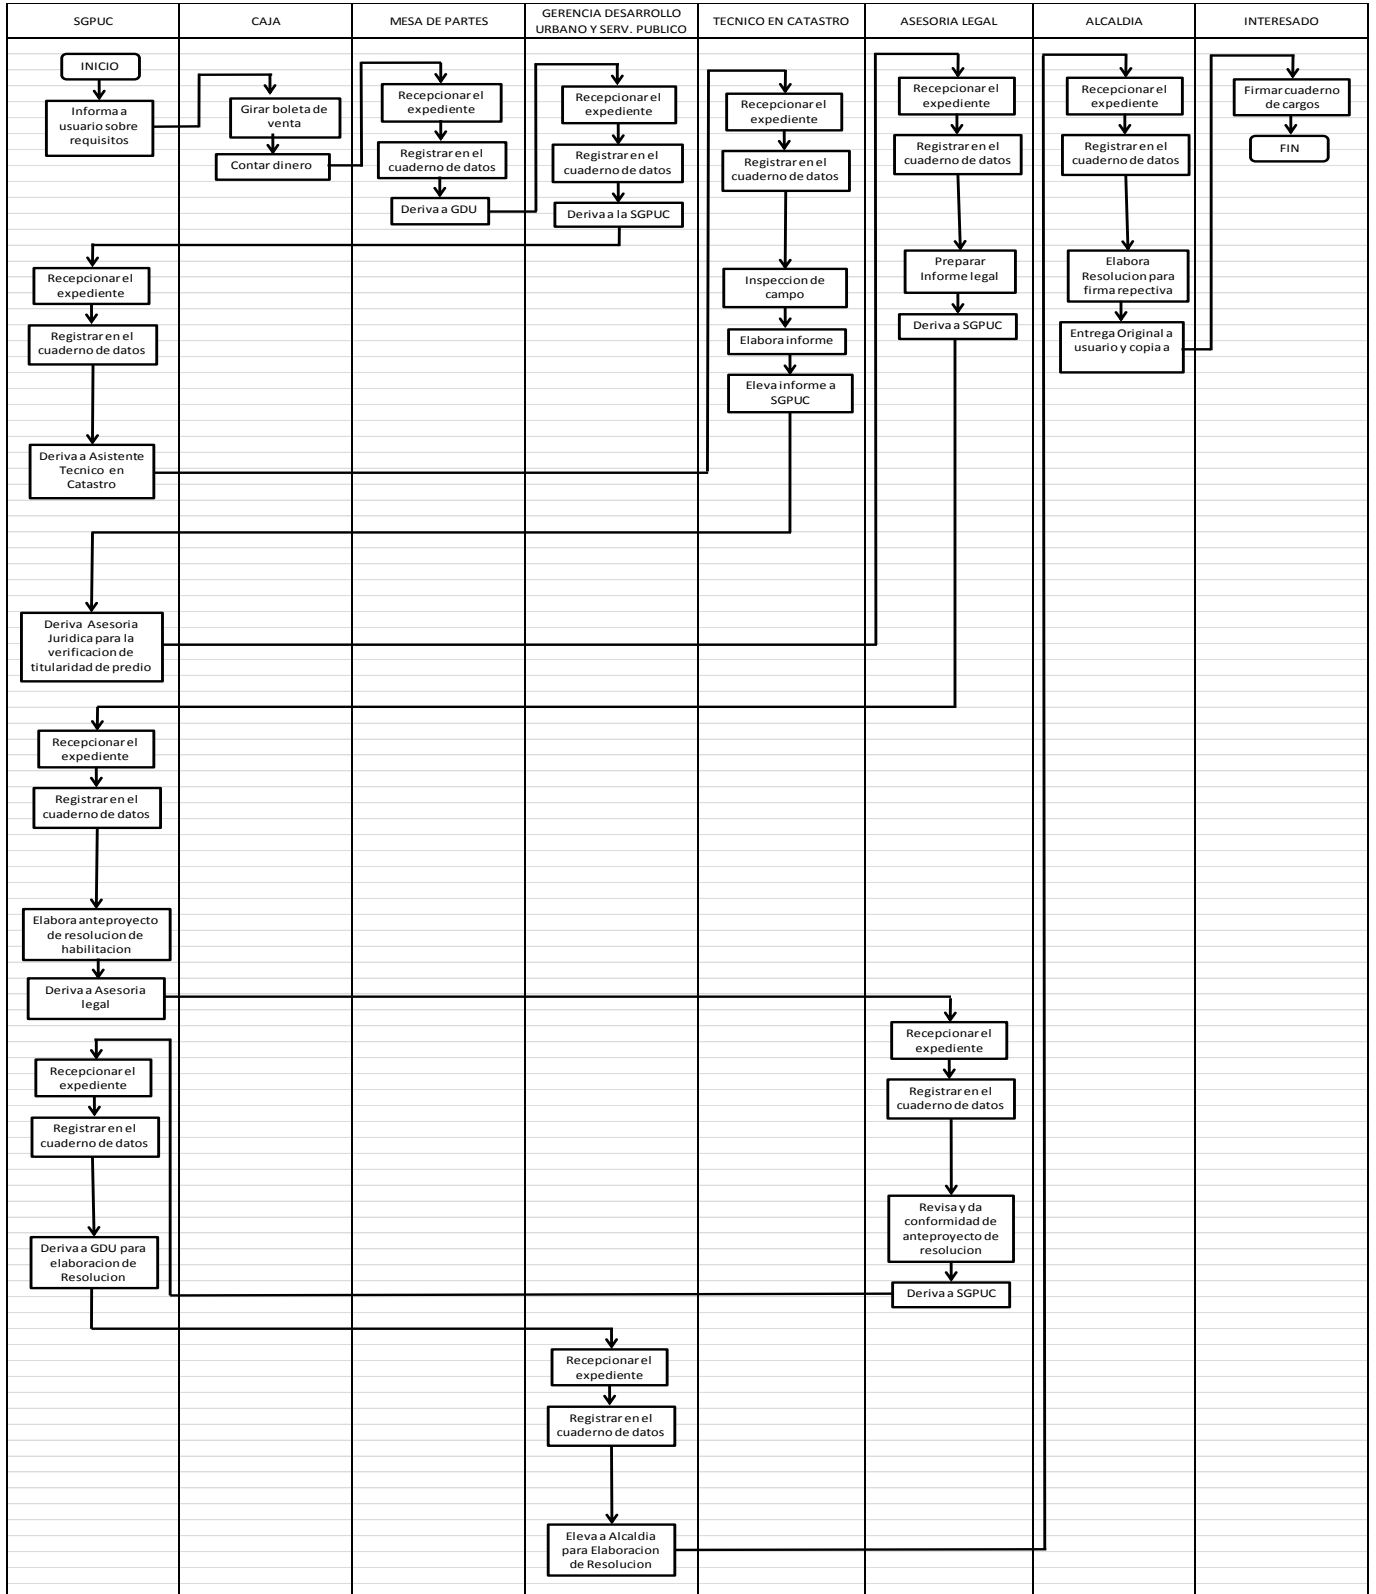 SGPUC
CAJA
MESA DE PARTES
GERENCIA DESARROLLO
URBANO Y SERV. PUBLICO
TECNICO EN CATASTRO
ASESORIA LEGAL
ALCALDIA
INTERESADO
INICIO
Informa a
usuario sobre
requisitos
Girar boleta de
venta
Contar dinero
Recepcionar el
expediente
Registrar en el
cuaderno de datos
Deriva a GDU
Recepcionar el
expediente
Registrar en el
cuaderno de datos
Deriva a la SGPUC
Recepcionar el
expediente
Registrar en el
cuaderno de datos
Deriva a Asistente
Tecnico en
Catastro
Recepcionar el
expediente
Registrar en el
cuaderno de datos
Inspeccion de
campo
Elabora informe
Eleva informe a
SGPUC
Deriva Asesoria
Juridica para la
verificacion de
titularidad de predio
Recepcionar el
expediente
Registrar en el
cuaderno de datos
Preparar
Informe legal
Deriva a SGPUC
Recepcionar el
expediente
Registrar en el
cuaderno de datos
Elabora anteproyecto
de resolucion de
habilitacion
Deriva a Asesoria
legal
Recepcionar el
expediente
Registrar en el
cuaderno de datos
Revisa y da
conformidad de
anteproyecto de
resolucion
Deriva a SGPUC
Recepcionar el
expediente
Registrar en el
cuaderno de datos
Deriva a GDU para
elaboracion de
Resolucion
Recepcionar el
expediente
Registrar en el
cuaderno de datos
Eleva a Alcaldia
para Elaboracion
de Resolucion
Recepcionar el
expediente
Registrar en el
cuaderno de datos
Elabora
Resolucion para
firma repectiva
Entrega Original a
usuario y copia a
Firmar cuaderno
de cargos
FIN